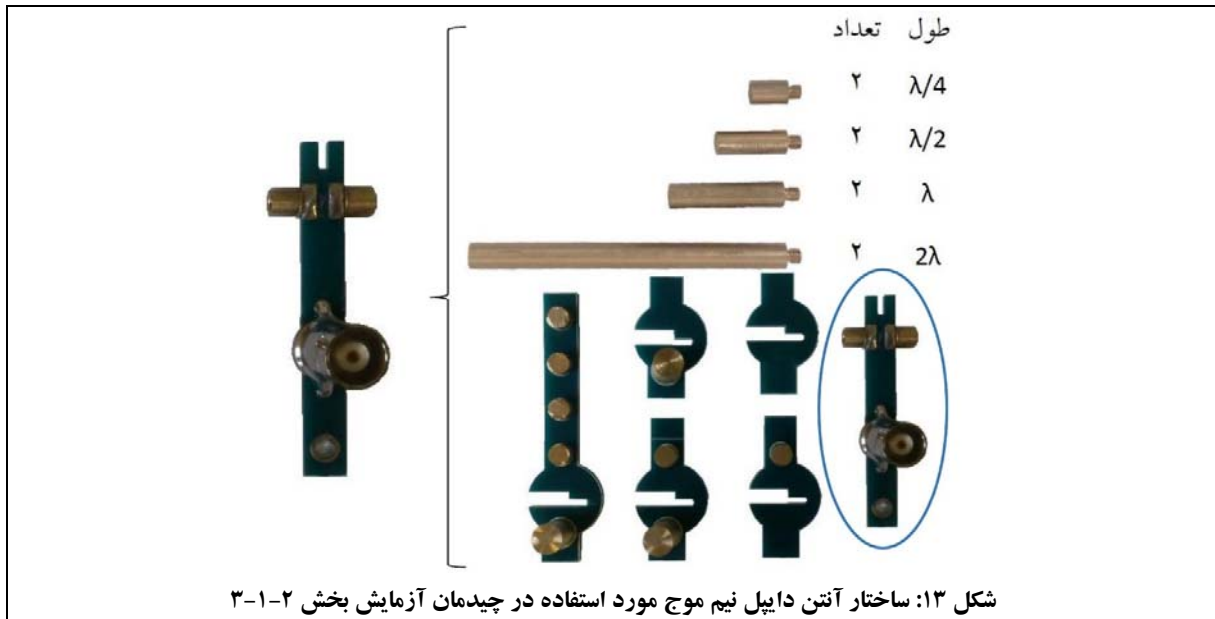 طول تعداد
λ/4 ۲
λ/2 ۲
λ ۲
2λ ۲
شکل ۱۳: ساختار آنتن دایپل نیم موج مورد استفاده در چیدمان آزمایش بخش ۲-۱-۳